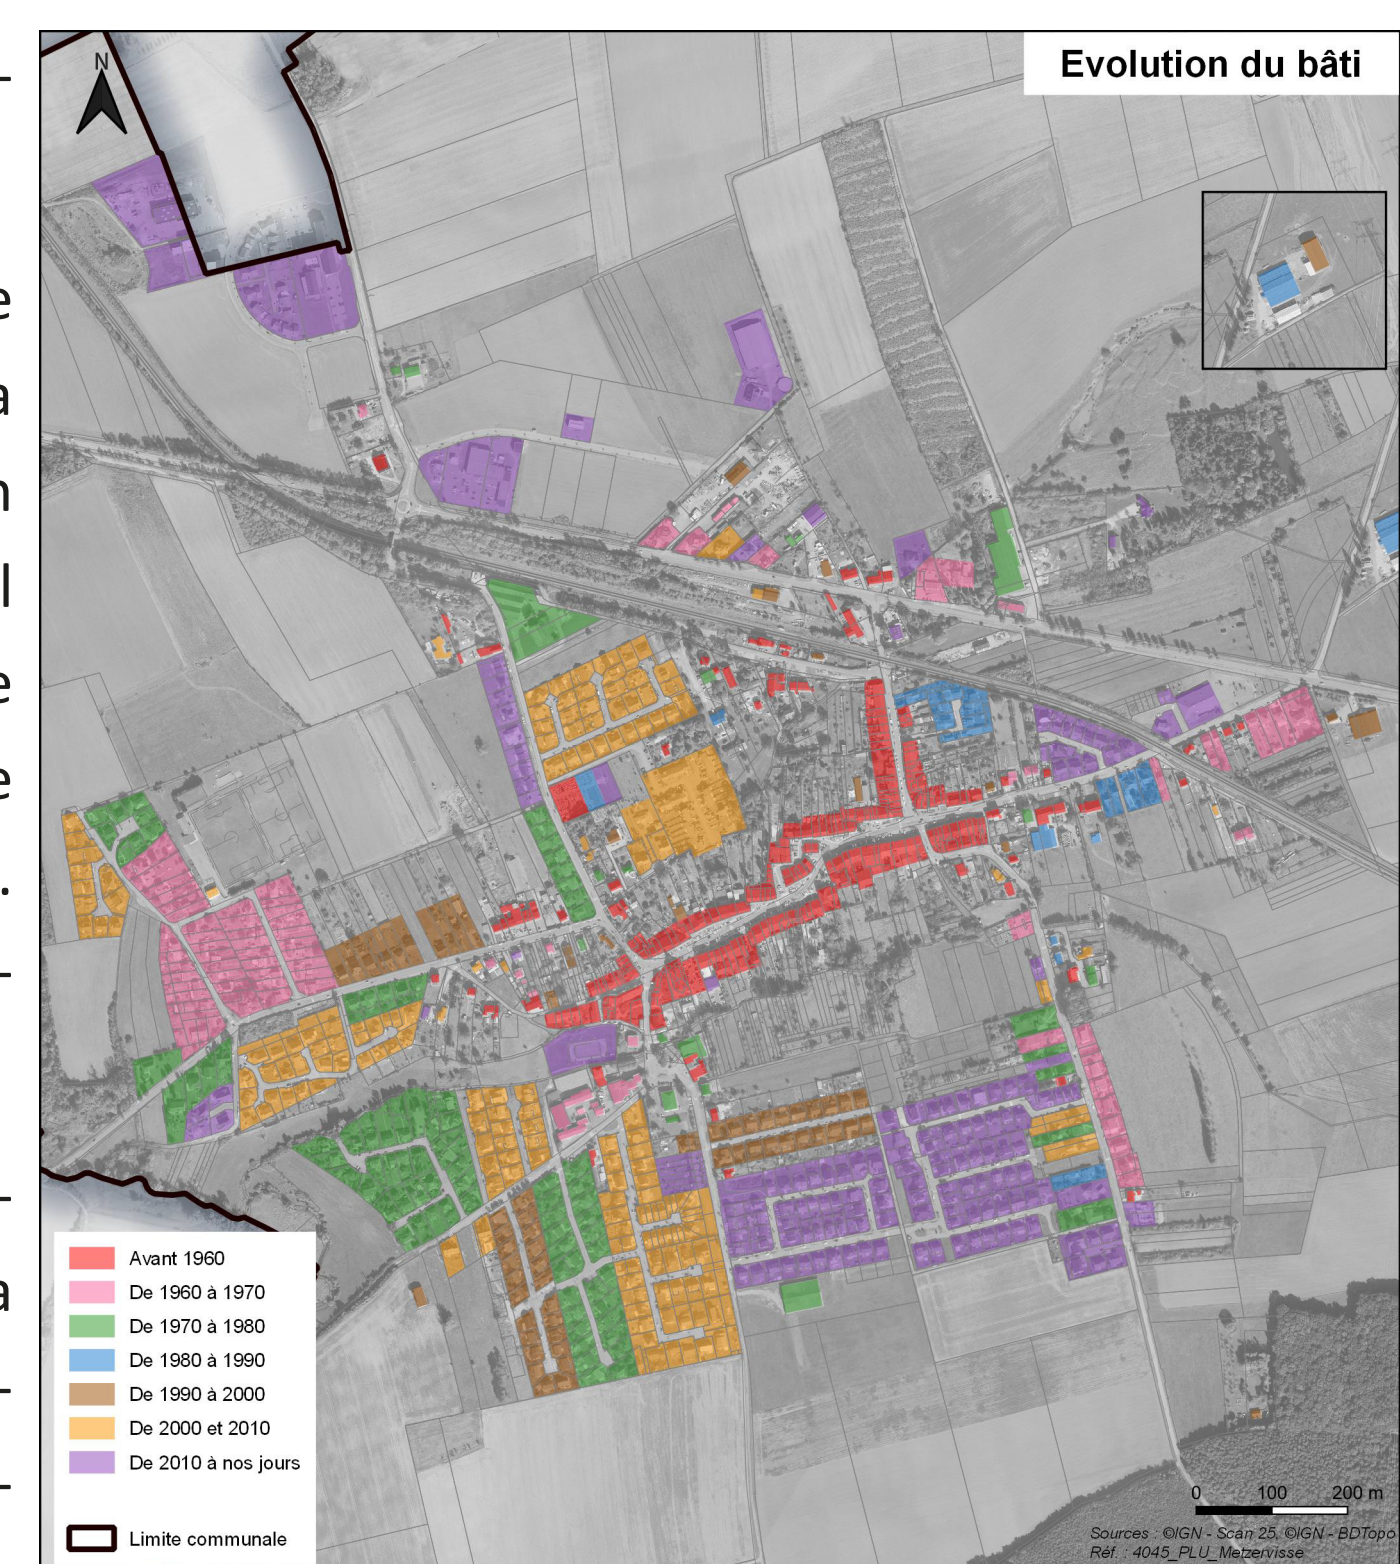 Evolution du bâti
N
Avant 1960
De 1960 à 1970
De 1970 à 1980
De 1980 à 1990
De 1990 à 2000
De 2000 et 2010
De 2010 à nos jours
Limite communale
0 100 200 m
Sources : ©IGN - Scan 25, ©IGN - BDTopo
Réf. : 4045_PLU_Metzervisse